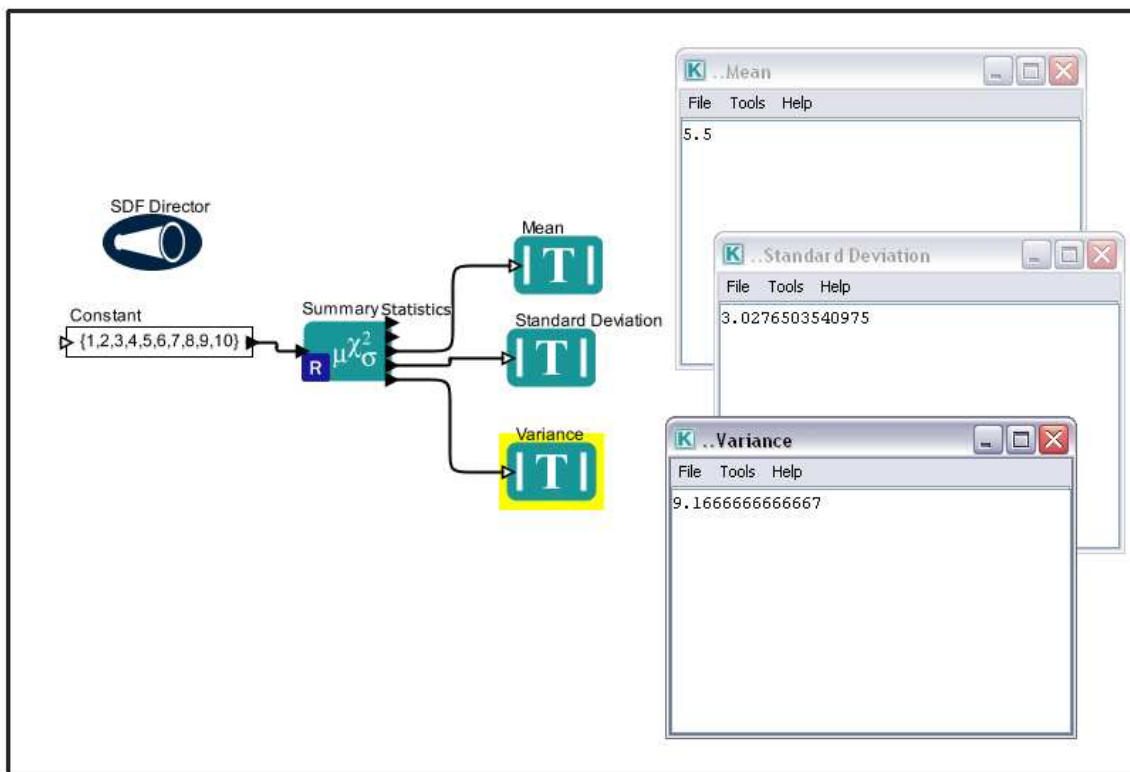 SDF Director
Constant
{1,2,3,4,5,6,7,8,9,10}
Summary Statistics
μχ²σ
R
Mean
T
Standard Deviation
T
Variance
T
K ..Mean
File Tools Help
5.5
K ..Standard Deviation
File Tools Help
3.0276503540975
K ..Variance
File Tools Help
9.1666666666667